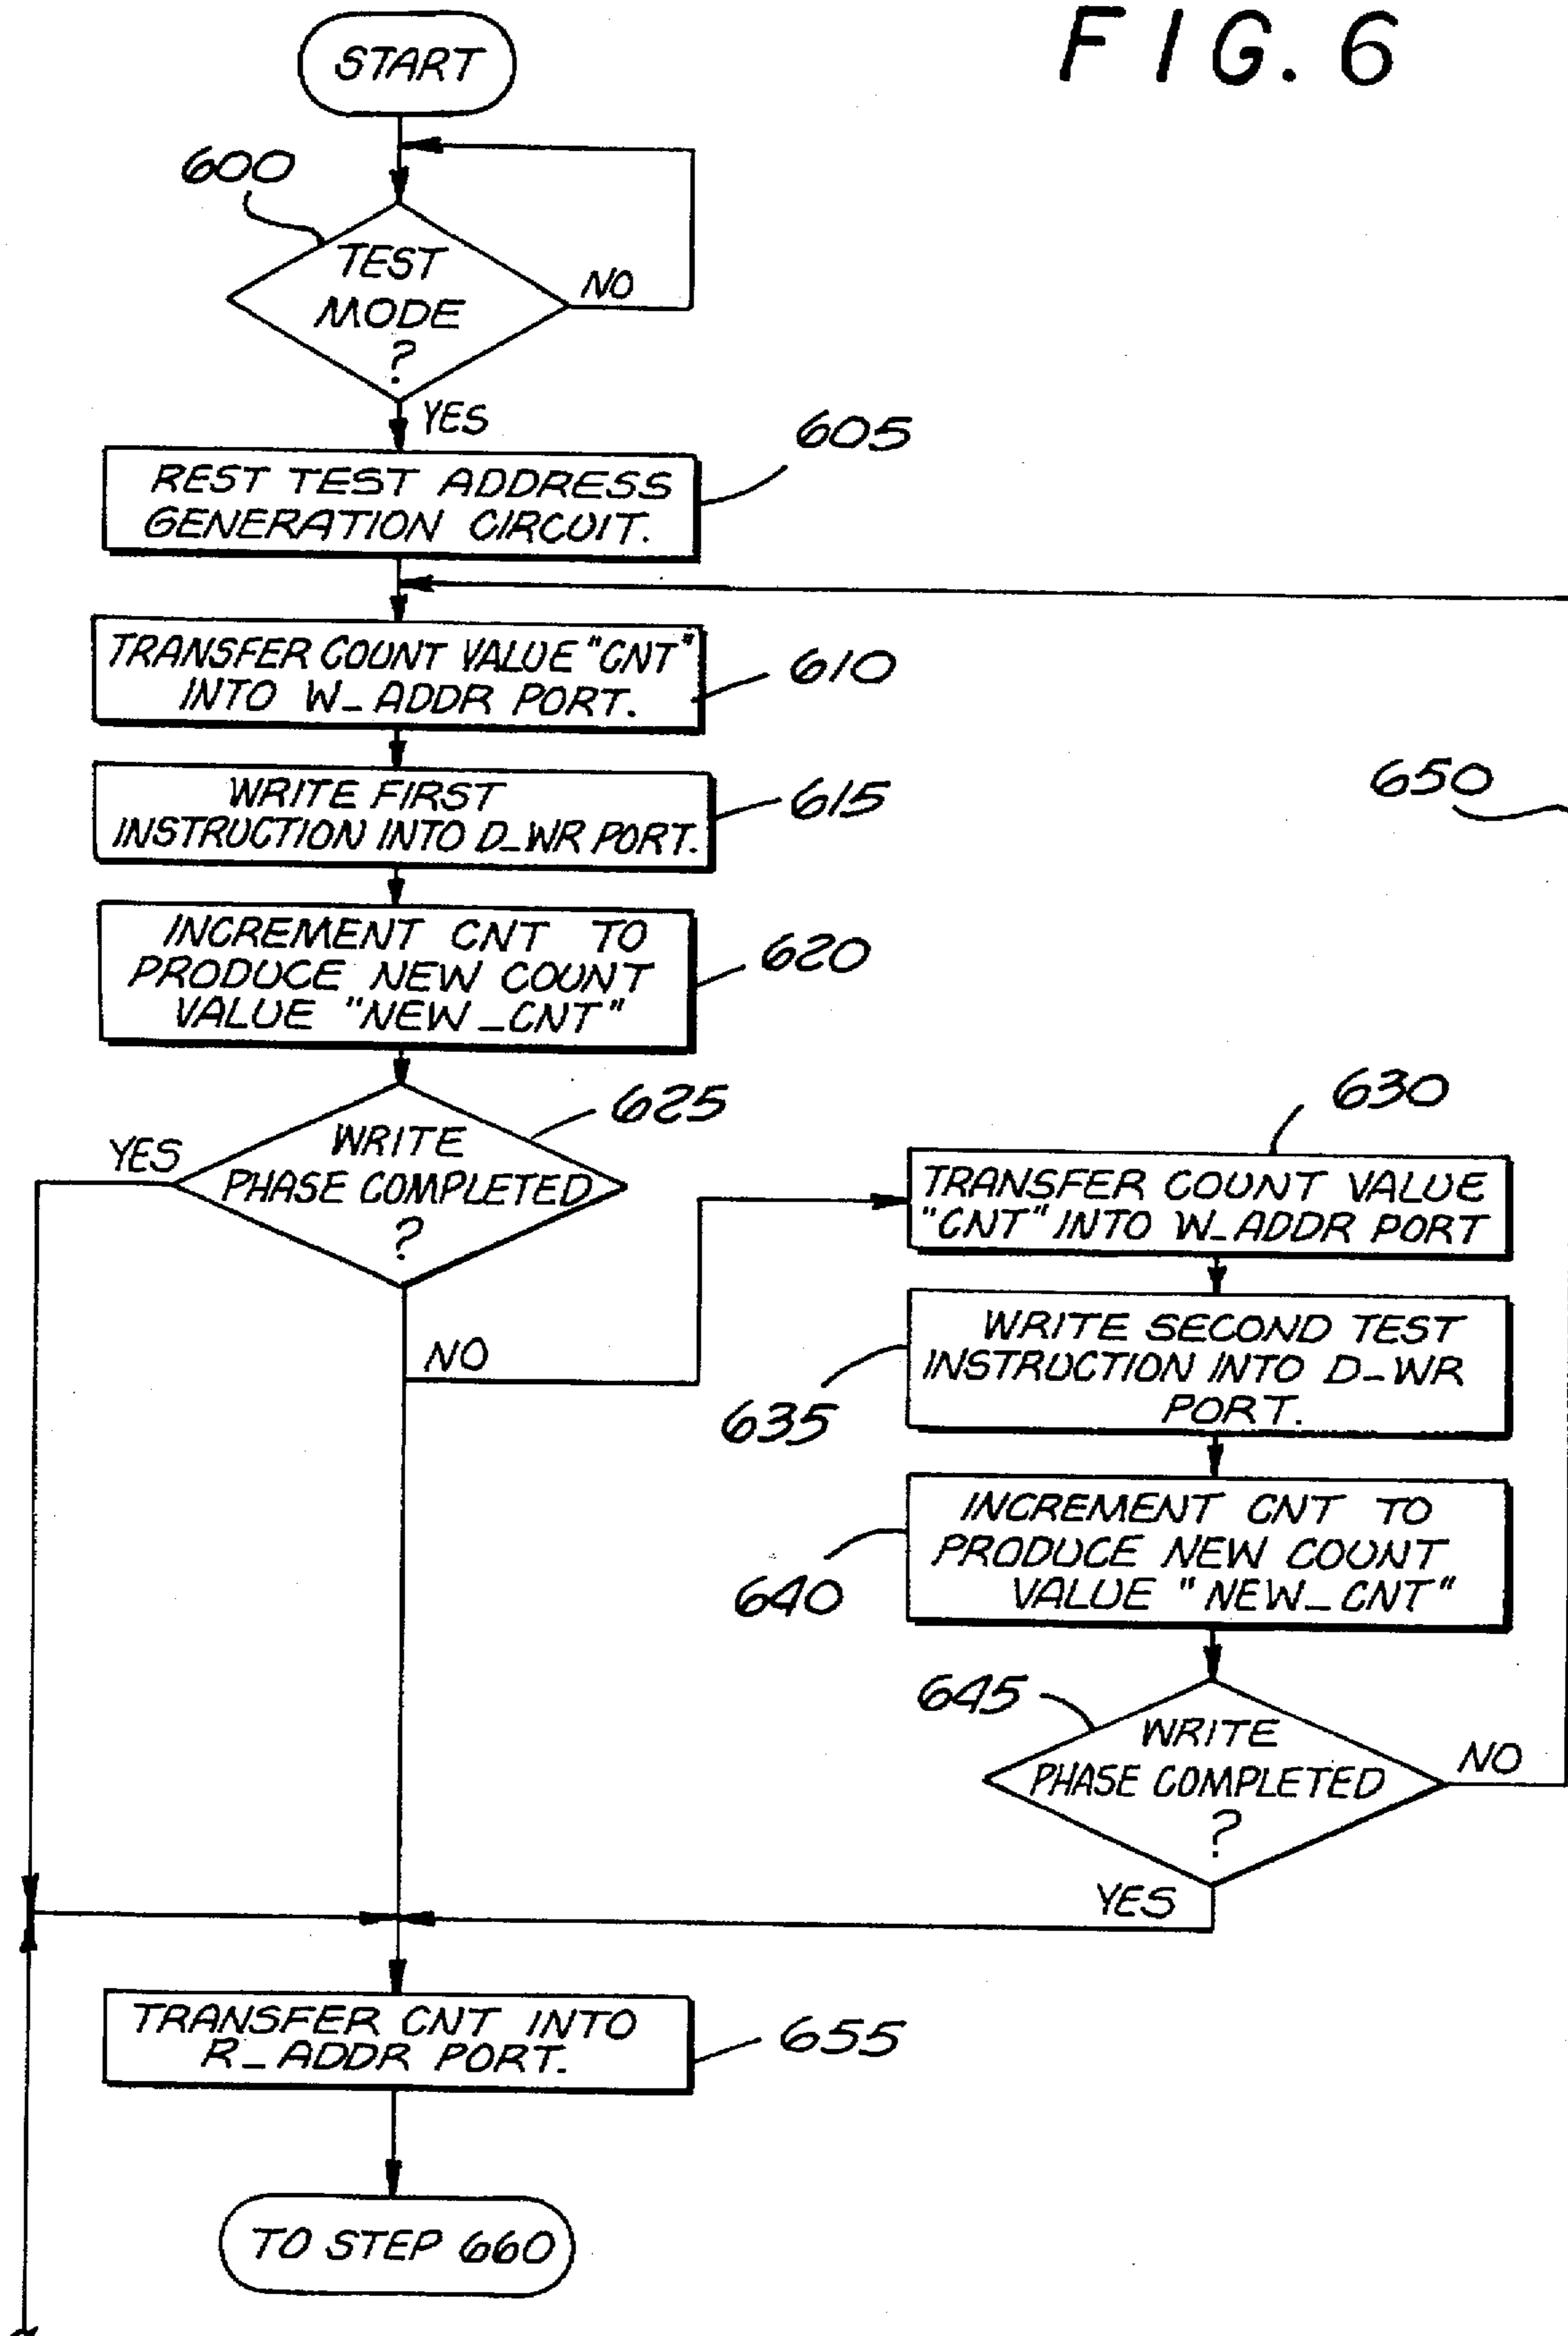 FIG. 6
START
600
TEST
MODE
?
NO
YES
605
REST TEST ADDRESS
GENERATION CIRCUIT.
TRANSFER COUNT VALUE "CNT"
INTO W_ADDR PORT.
610
650
WRITE FIRST
INSTRUCTION INTO D_WR PORT.
615
INCREMENT CNT TO
PRODUCE NEW COUNT
VALUE "NEW_CNT"
620
625
WRITE
PHASE COMPLETED
?
YES
NO
630
TRANSFER COUNT VALUE
"CNT" INTO W_ADDR PORT
WRITE SECOND TEST
INSTRUCTION INTO D_WR
PORT.
635
INCREMENT CNT TO
PRODUCE NEW COUNT
VALUE "NEW_CNT"
640
645
WRITE
PHASE COMPLETED
?
NO
YES
TRANSFER CNT INTO
R_ADDR PORT.
655
TO STEP 660